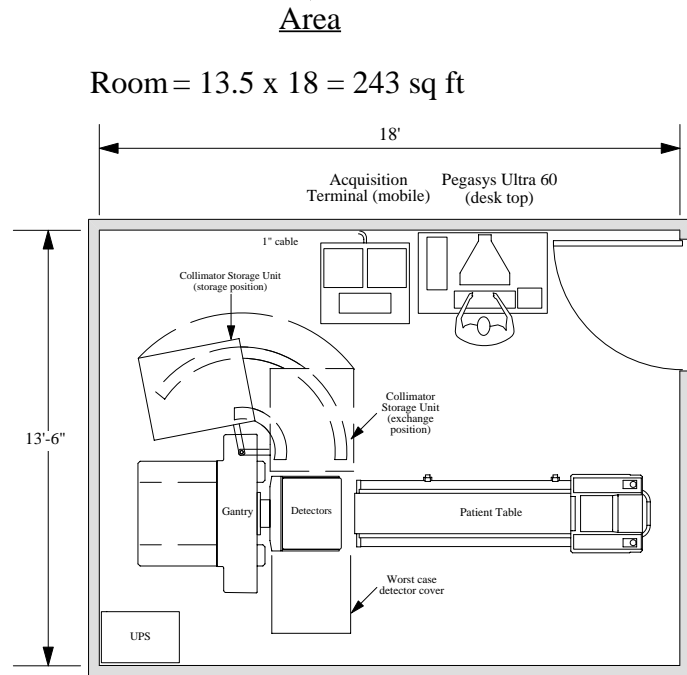 Area
Room = 13.5 x 18 = 243 sq ft
18'
Acquisition
Terminal (mobile)
Pegasys Ultra 60
(desk top)
1" cable
Collimator Storage Unit
(storage position)
Collimator
Storage Unit
(exchange
position)
13'-6"
Gantry
Detectors
Patient Table
Worst case
detector cover
UPS